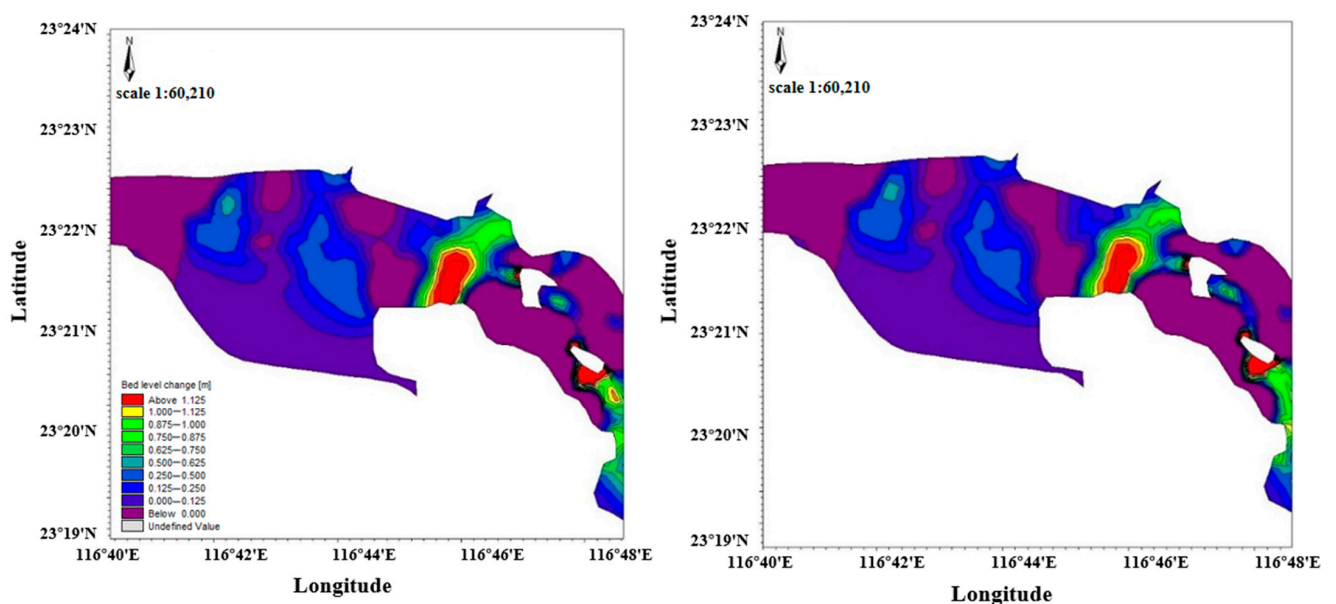 23°24'N
N
scale 1:60,210
23°23'N
23°22'N
Latitude
23°21'N
23°20'N
23°19'N
Bed level change [m]
Above 1.125
1.000—1.125
0.875—1.000
0.750—0.875
0.625—0.750
0.500—0.625
0.250—0.500
0.125—0.250
0.000—0.125
Below 0.000
Undefined Value
116°40'E 116°42'E 116°44'E 116°46'E 116°48'E
Longitude
23°24'N
N
scale 1:60,210
23°23'N
23°22'N
Latitude
23°21'N
23°20'N
23°19'N
116°40'E 116°42'E 116°44'E 116°46'E 116°48'E
Longitude